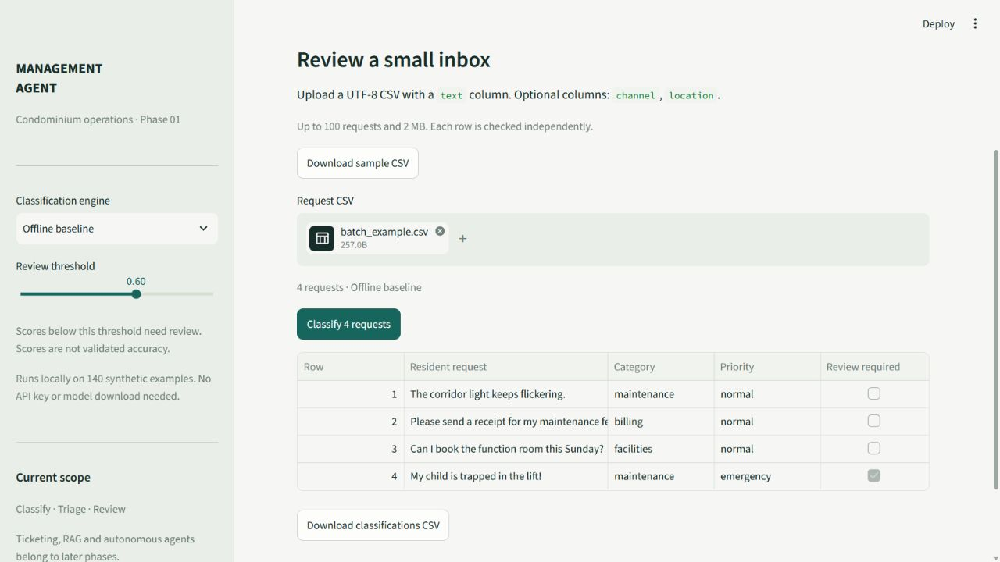 Deploy
MANAGEMENT
AGENT
Condominium operations · Phase 01
Classification engine
Offline baseline
Review threshold
0.60
Scores below this threshold need review.
Scores are not validated accuracy.
Runs locally on 140 synthetic examples. No
API key or model download needed.
Current scope
Classify · Triage · Review
Ticketing, RAG and autonomous agents
belong to later phases.
Review a small inbox
Upload a UTF-8 CSV with a text column. Optional columns: channel, location.
Up to 100 requests and 2 MB. Each row is checked independently.
Download sample CSV
Request CSV
batch_example.csv
257.0B
4 requests · Offline baseline
Classify 4 requests
Row Resident request Category Priority Review required
1 The corridor light keeps flickering. maintenance normal
2 Please send a receipt for my maintenance fe billing normal
3 Can I book the function room this Sunday? facilities normal
4 My child is trapped in the lift! maintenance emergency
Download classifications CSV